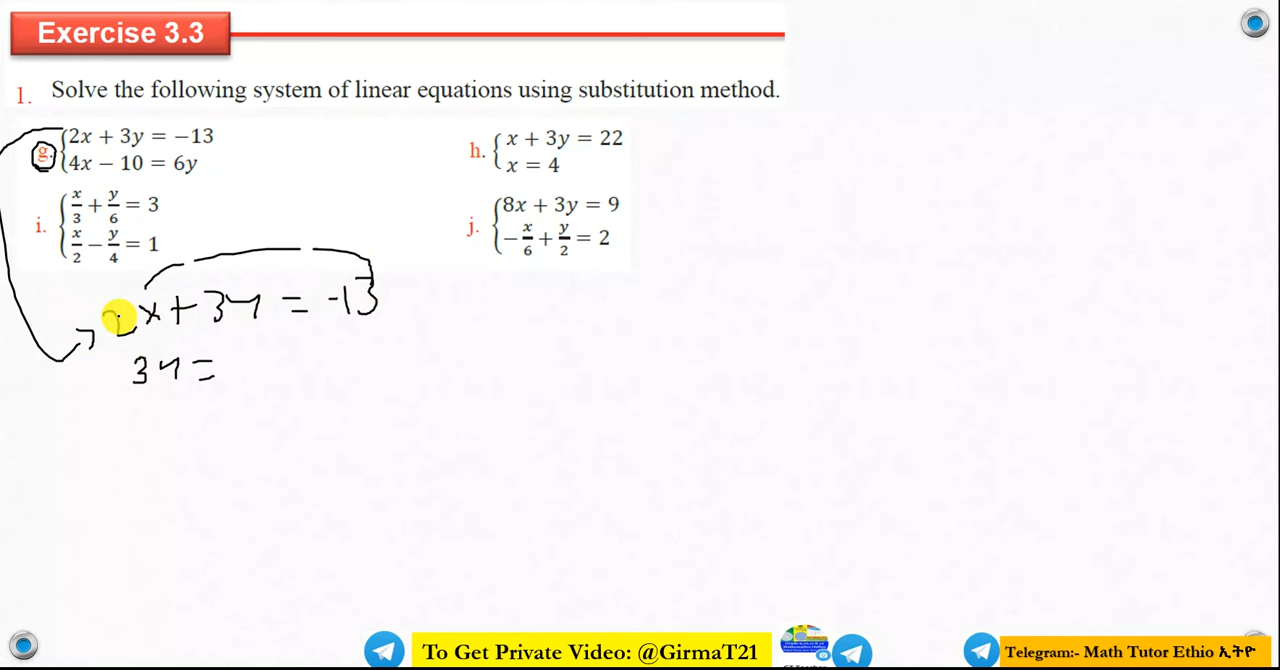 Exercise 3.3
1. Solve the following system of linear equations using substitution method.
g. {2x + 3y = −13
4x − 10 = 6y
h. {x + 3y = 22
x = 4
i. {x/3 + y/6 = 3
x/2 − y/4 = 1
j. {8x + 3y = 9
−x/6 + y/2 = 2
2x + 3y = -13
3y =
To Get Private Video: @GirmaT21
Telegram:- Math Tutor Ethio ኢትዮ